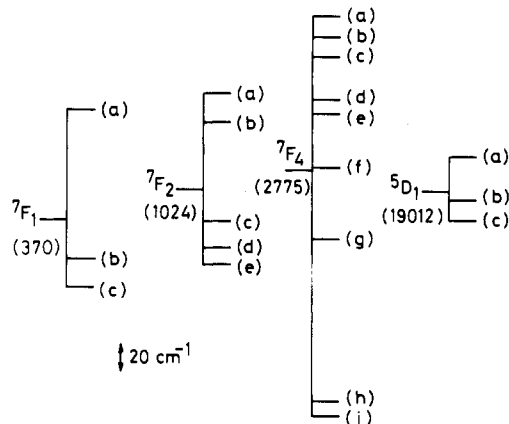 ⁷F₁
(370)
(a)
(b)
(c)
⁷F₂
(1024)
(a)
(b)
(c)
(d)
(e)
⁷F₄
(2775)
(a)
(b)
(c)
(d)
(e)
(f)
(g)
(h)
(i)
⁵D₁
(19012)
(a)
(b)
(c)
20 cm⁻¹